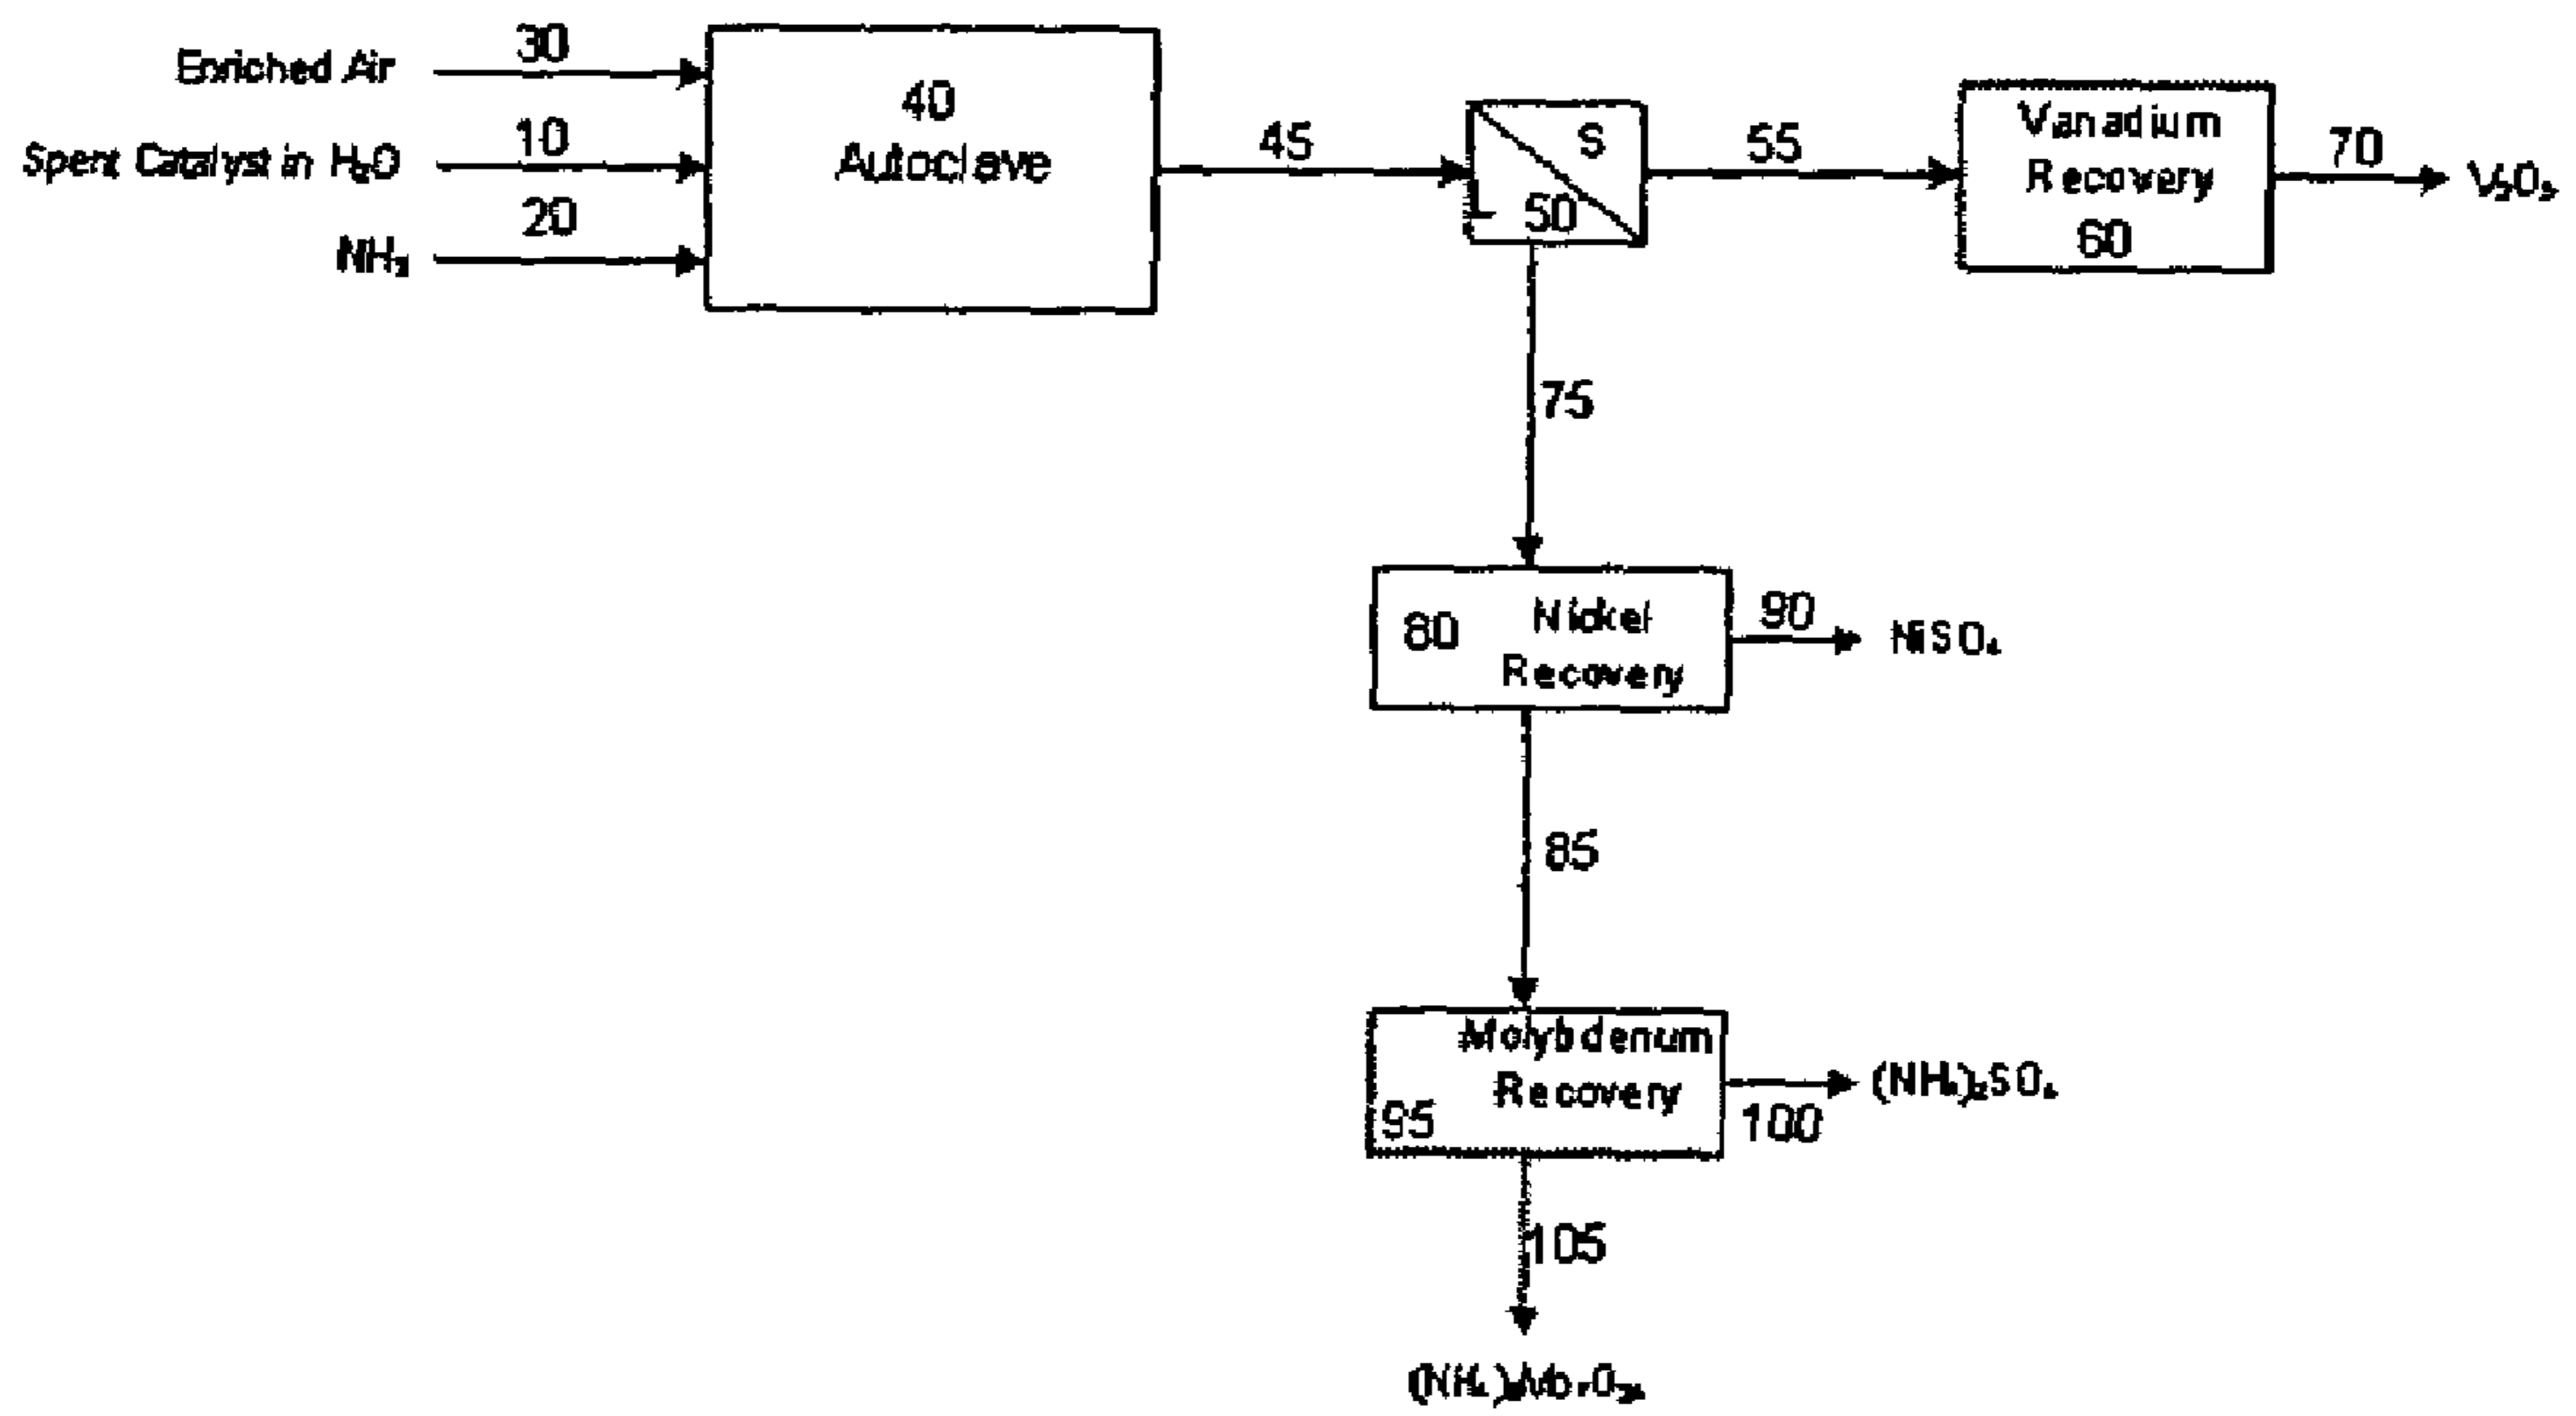 30
Enriched Air
10
Spent Catalyst in H₂O
20
NH₃
40
Autoclave
45
S
L
50
55
Vanadium
Recovery
60
70
V₂O₅
75
80
Nickel
Recovery
90
NiSO₄
85
Molybdenum
Recovery
95
(NH₄)₂SO₄
100
105